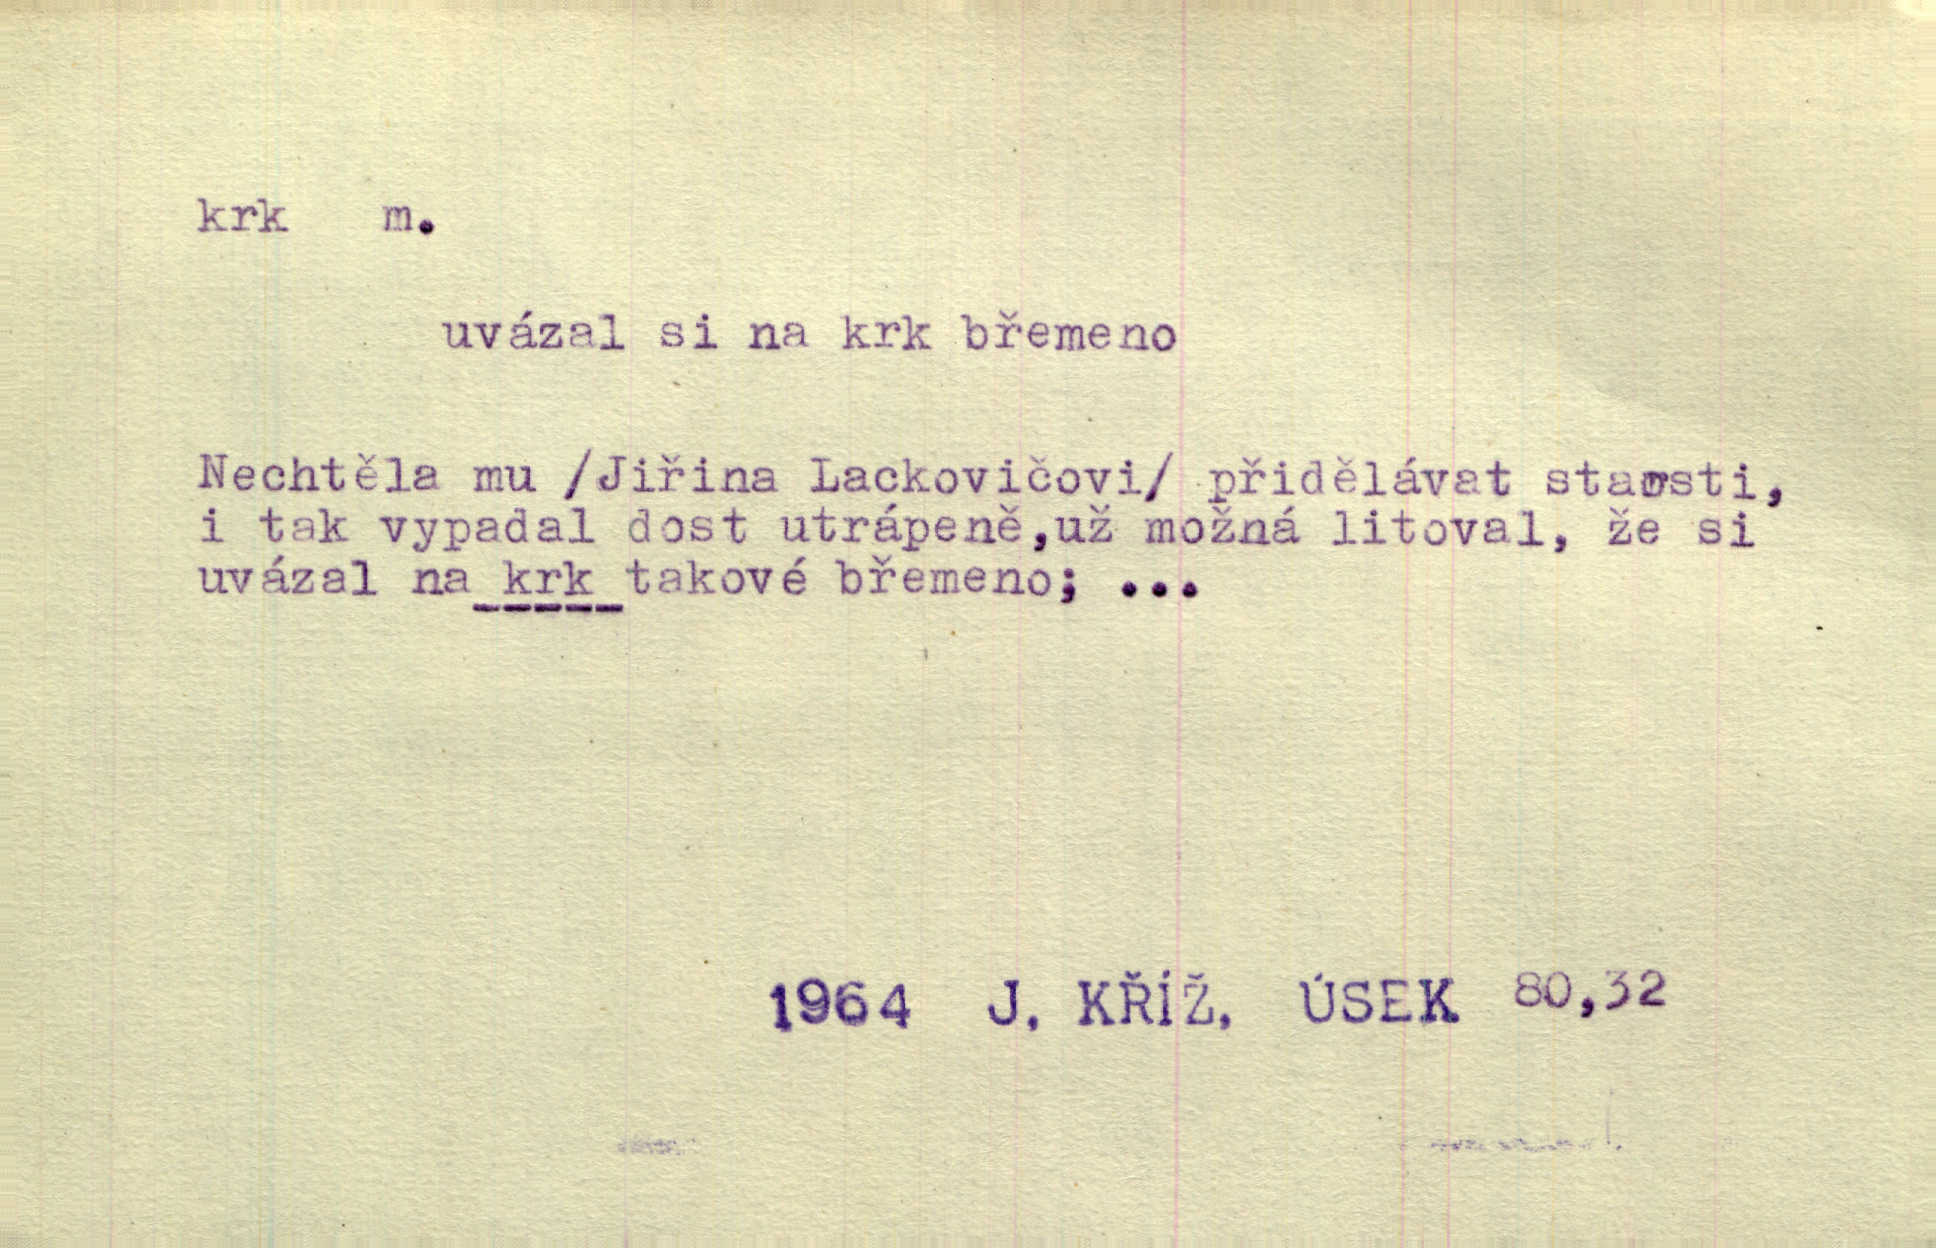 krk m.
uvázal si na krk břemeno
Nechtěla mu /Jiřina Lackovičovi/ přidělávat starsti,
i tak vypadal dost utrápeně,už možná litoval, že si
uvázal na krk takové břemeno; ...
1964 J. KŘÍŽ, ÚSEK 80,32